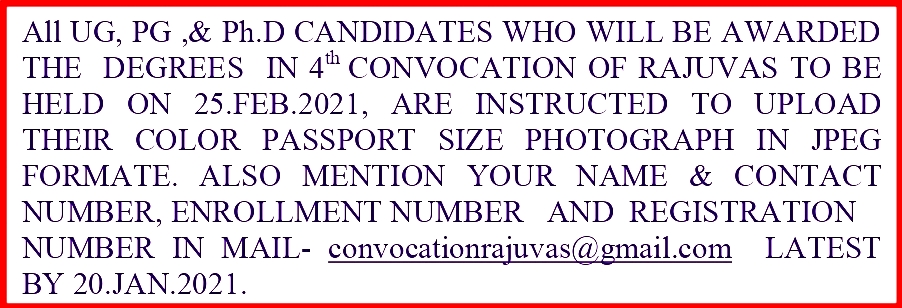 All UG, PG ,& Ph.D CANDIDATES WHO WILL BE AWARDED
THE DEGREES IN 4th CONVOCATION OF RAJUVAS TO BE
HELD ON 25.FEB.2021, ARE INSTRUCTED TO UPLOAD
THEIR COLOR PASSPORT SIZE PHOTOGRAPH IN JPEG
FORMATE. ALSO MENTION YOUR NAME & CONTACT
NUMBER, ENROLLMENT NUMBER AND REGISTRATION
NUMBER IN MAIL- convocationrajuvas@gmail.com LATEST
BY 20.JAN.2021.